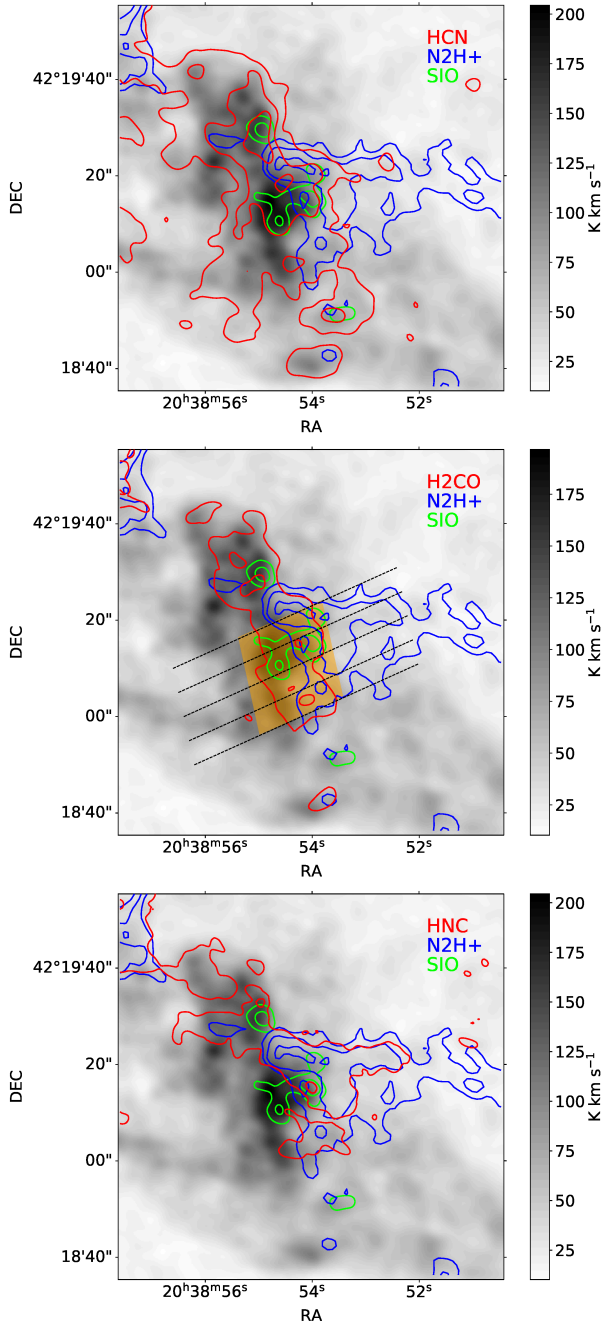 HCN
N2H+
SIO
42°19'40"
20"
00"
18'40"
DEC
20ʰ38ᵐ56ˢ
54ˢ
52ˢ
RA
200
175
150
125
100
75
50
25
K km s⁻¹
H2CO
N2H+
SIO
42°19'40"
20"
00"
18'40"
DEC
20ʰ38ᵐ56ˢ
54ˢ
52ˢ
RA
175
150
125
100
75
50
25
K km s⁻¹
HNC
N2H+
SIO
42°19'40"
20"
00"
18'40"
DEC
20ʰ38ᵐ56ˢ
54ˢ
52ˢ
RA
200
175
150
125
100
75
50
25
K km s⁻¹